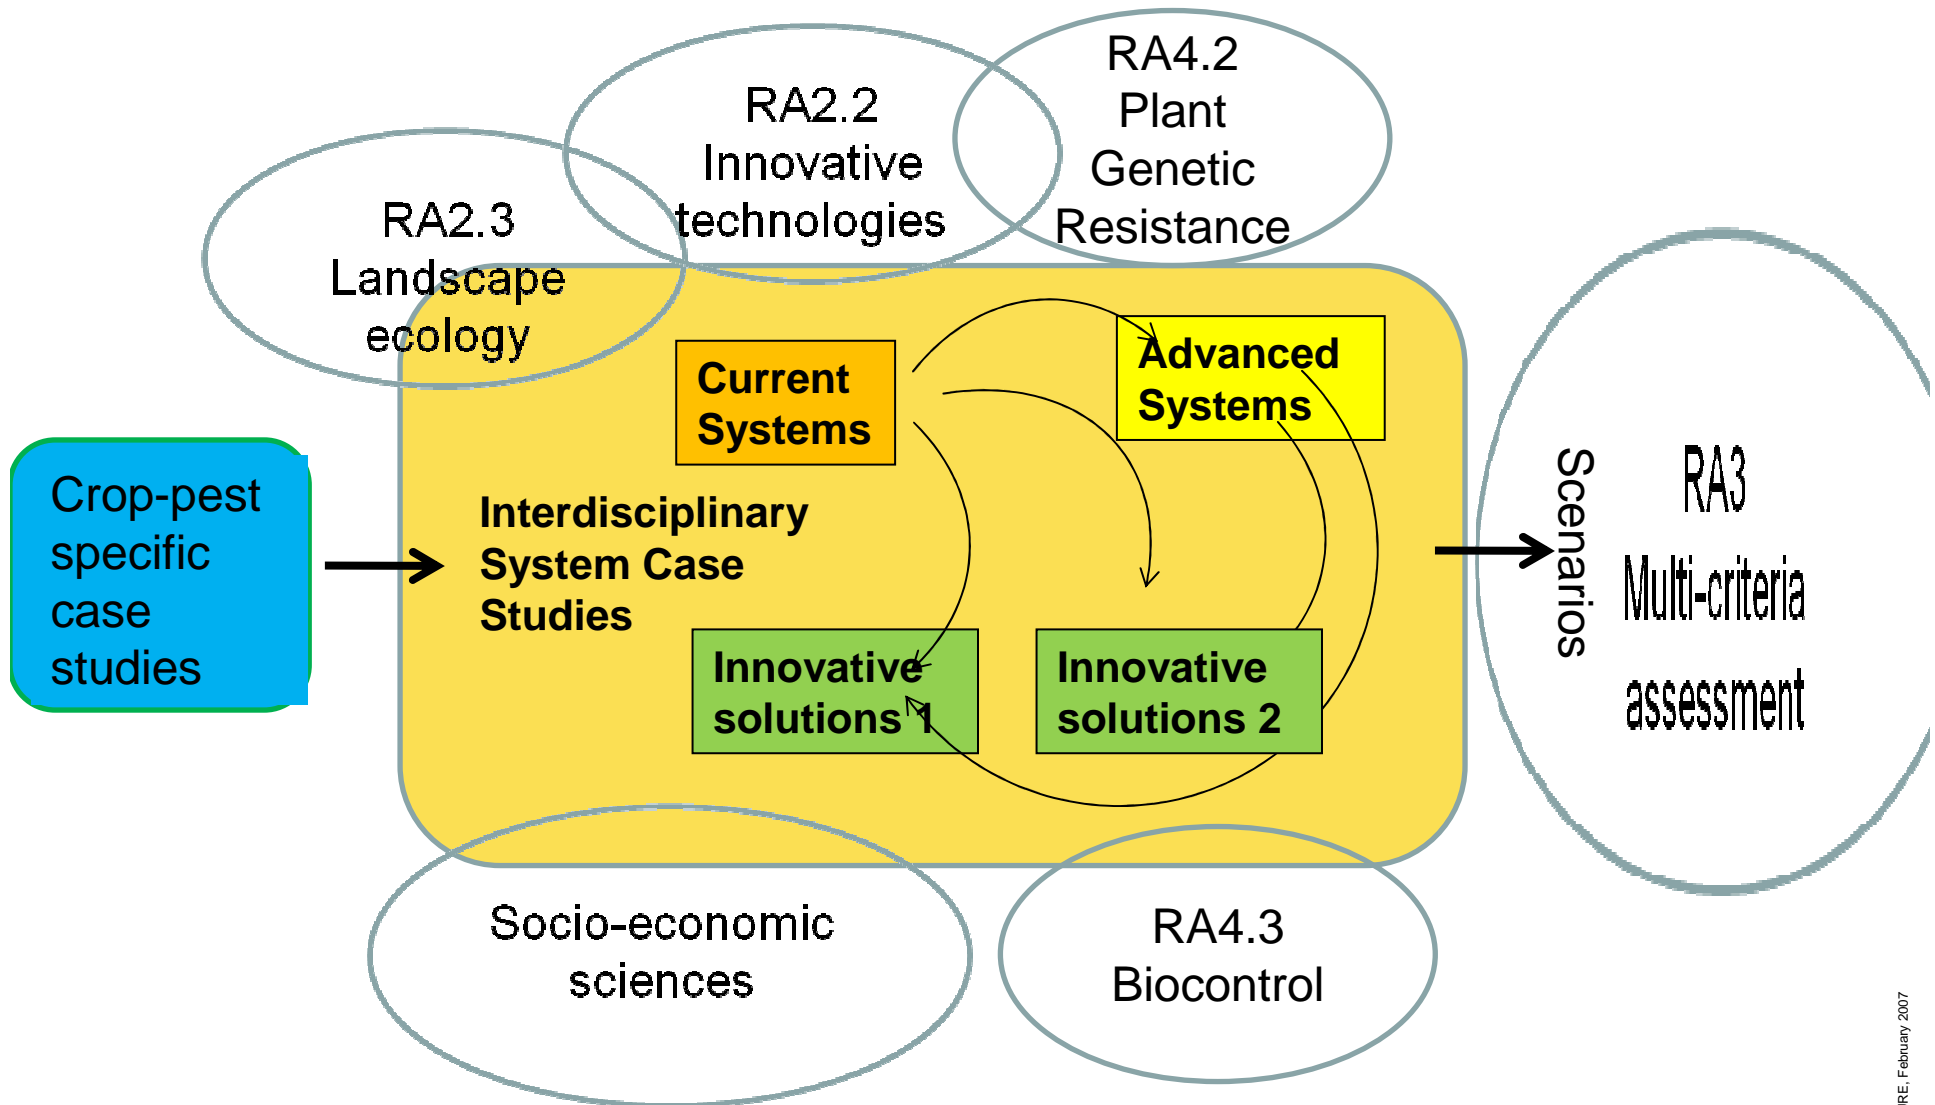 RA4.2
Plant
Genetic
Resistance
RA2.2
Innovative
technologies
RA2.3
Landscape
ecology
Current
Systems
Advanced
Systems
Crop-pest
specific
case
studies
Interdisciplinary
System Case
Studies
Innovative
solutions 1
Innovative
solutions 2
Scenarios
RA3
Multi-criteria
assessment
Socio-economic
sciences
RA4.3
Biocontrol
February 2007